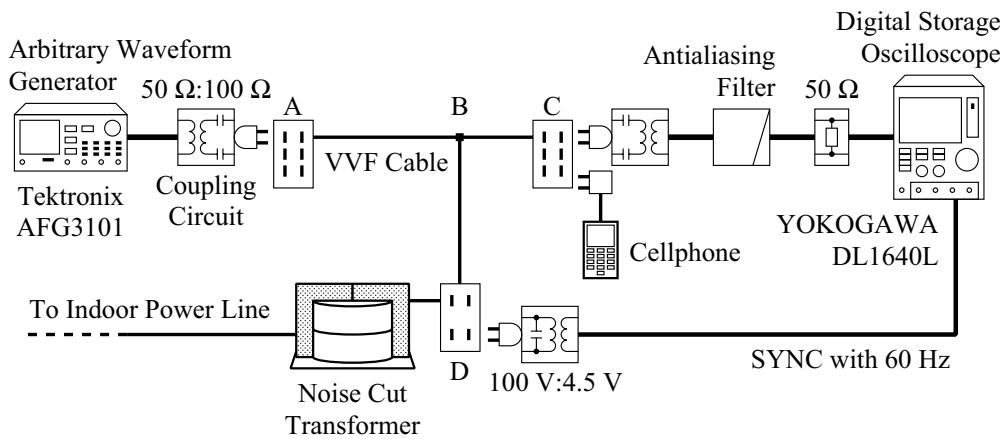 Arbitrary Waveform
Generator
50 Ω:100 Ω
Coupling
Circuit
Tektronix
AFG3101
A
B
C
VVF Cable
Antialiasing
Filter
50 Ω
Digital Storage
Oscilloscope
YOKOGAWA
DL1640L
Cellphone
To Indoor Power Line
Noise Cut
Transformer
D
100 V:4.5 V
SYNC with 60 Hz